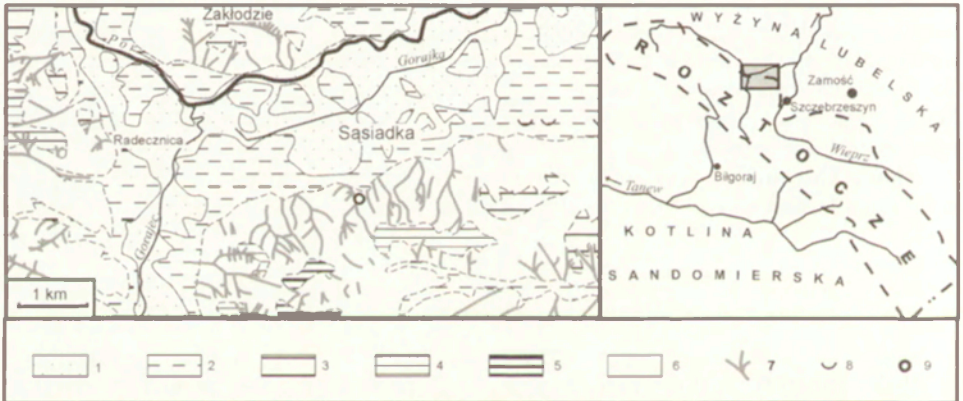 Zakłodzie
Por
Gorajka
Radecznica
Sąsiadka
Gorajec
1 km
WYŻYNA LUBELSKA
ROZTOCZE
Zamość
Szczebrzeszyn
Wieprz
Biłgoraj
Tanew
KOTLINA
SANDOMIERSKA
1 2 3 4 5 6 7 8 9